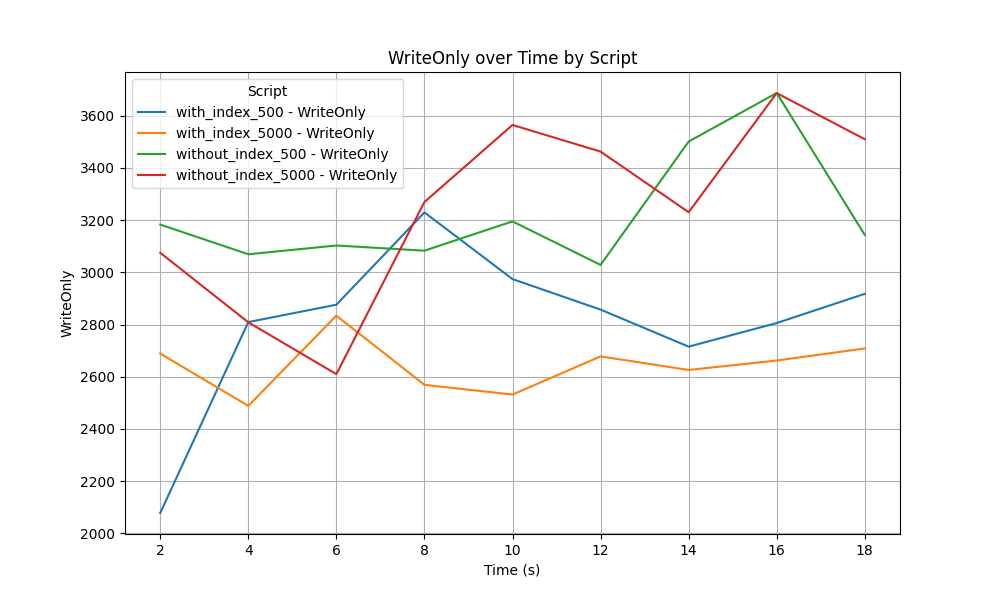 WriteOnly over Time by Script
Script
with_index_500 - WriteOnly
with_index_5000 - WriteOnly
without_index_500 - WriteOnly
without_index_5000 - WriteOnly
3600
3400
3200
3000
2800
2600
2400
2200
2000
WriteOnly
2 4 6 8 10 12 14 16 18
Time (s)